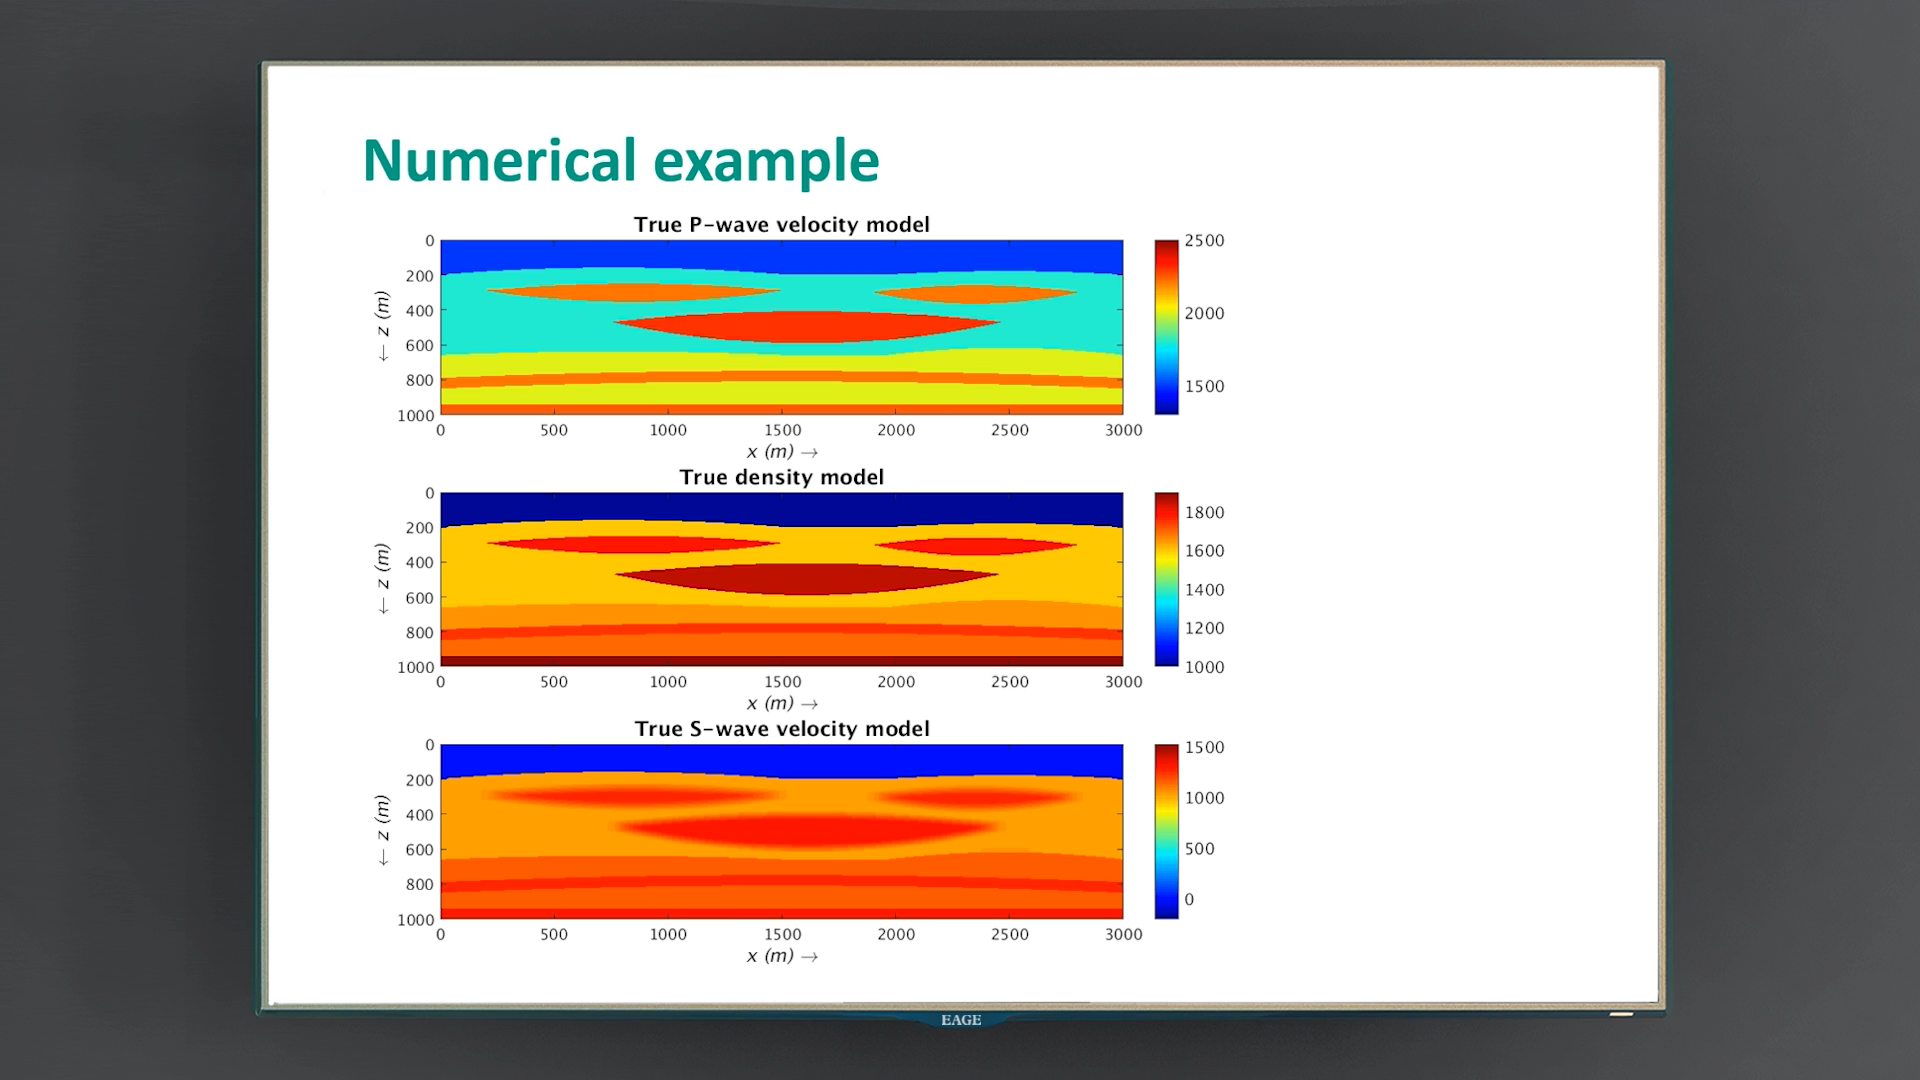 Numerical example
True P-wave velocity model
0
200
400
600
800
1000
← z (m)
0 500 1000 1500 2000 2500 3000
x (m) →
2500
2000
1500
True density model
0
200
400
600
800
1000
← z (m)
0 500 1000 1500 2000 2500 3000
x (m) →
1800
1600
1400
1200
1000
True S-wave velocity model
0
200
400
600
800
1000
← z (m)
0 500 1000 1500 2000 2500 3000
x (m) →
1500
1000
500
0
EAGE